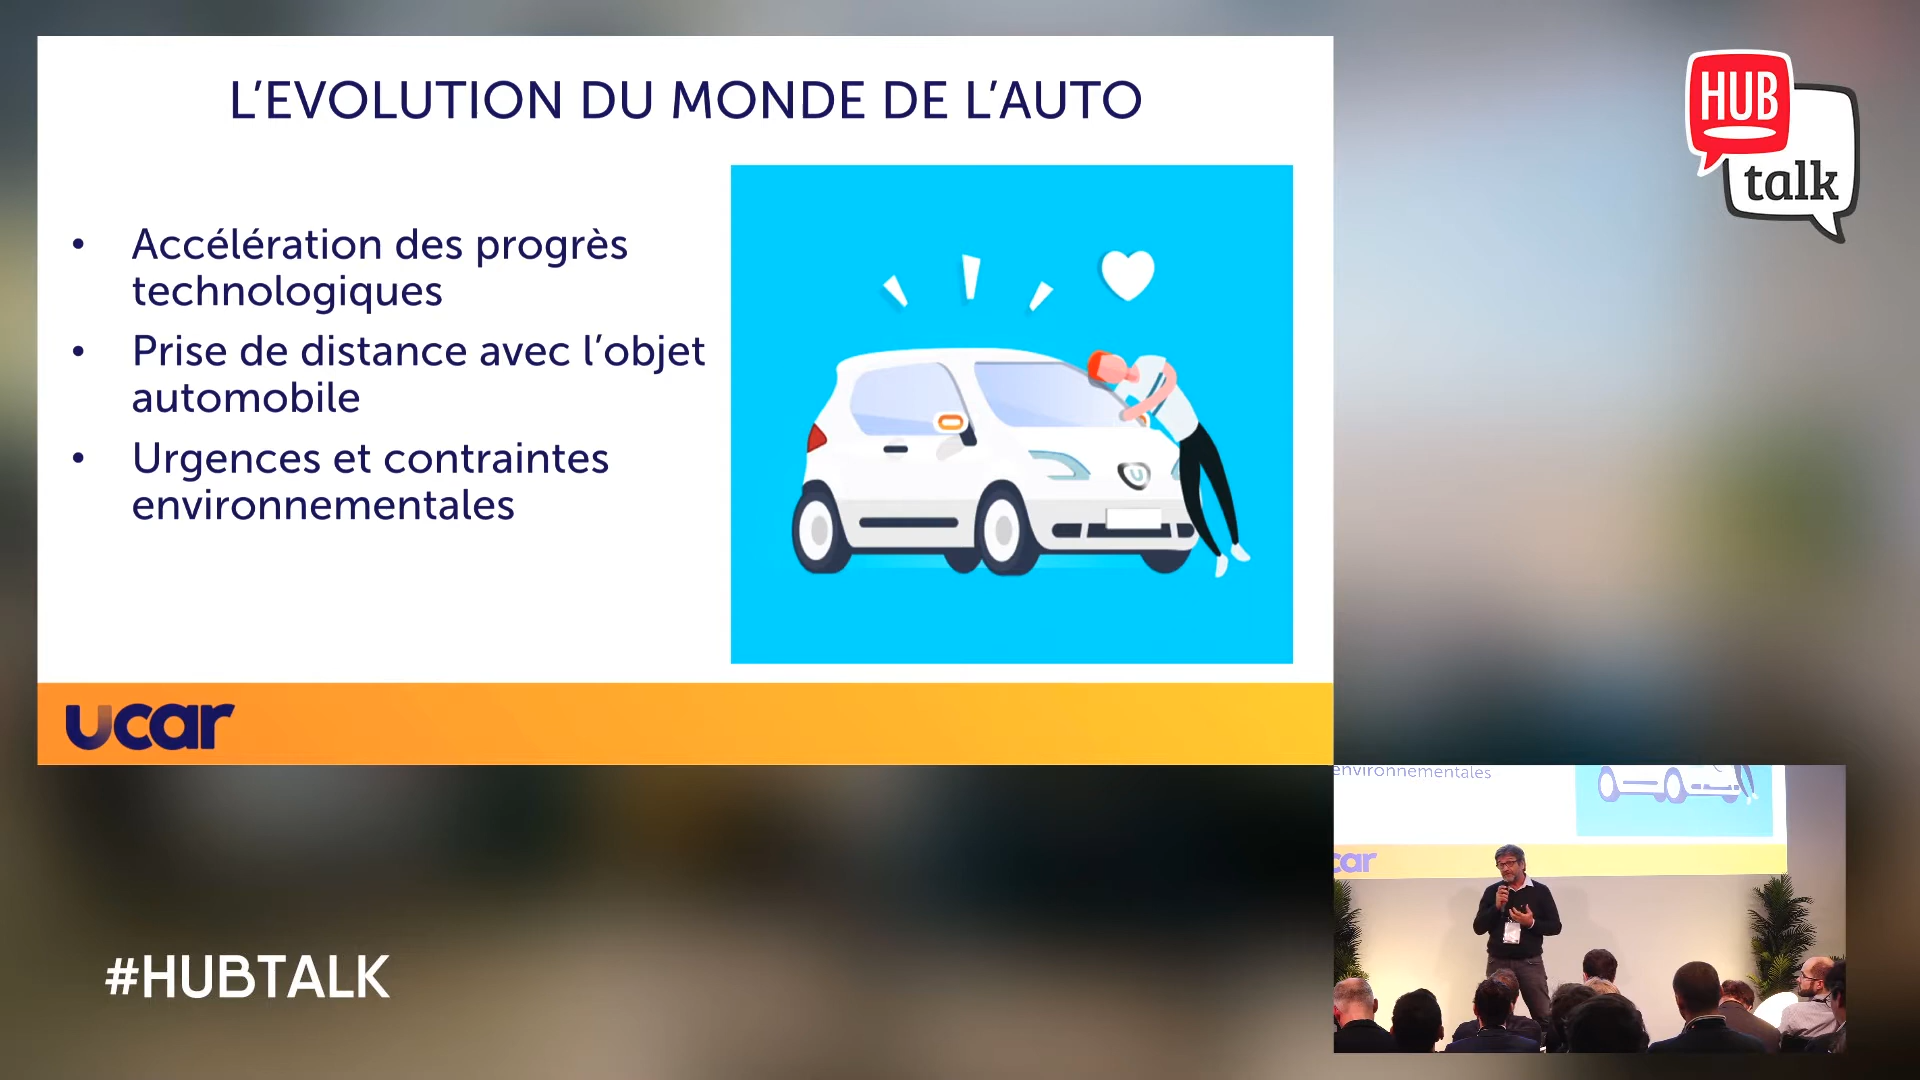 L’EVOLUTION DU MONDE DE L’AUTO
HUB
talk
• Accélération des progrès
technologiques
• Prise de distance avec l’objet
automobile
• Urgences et contraintes
environnementales
U
ucar
environnementales
car
#HUBTALK